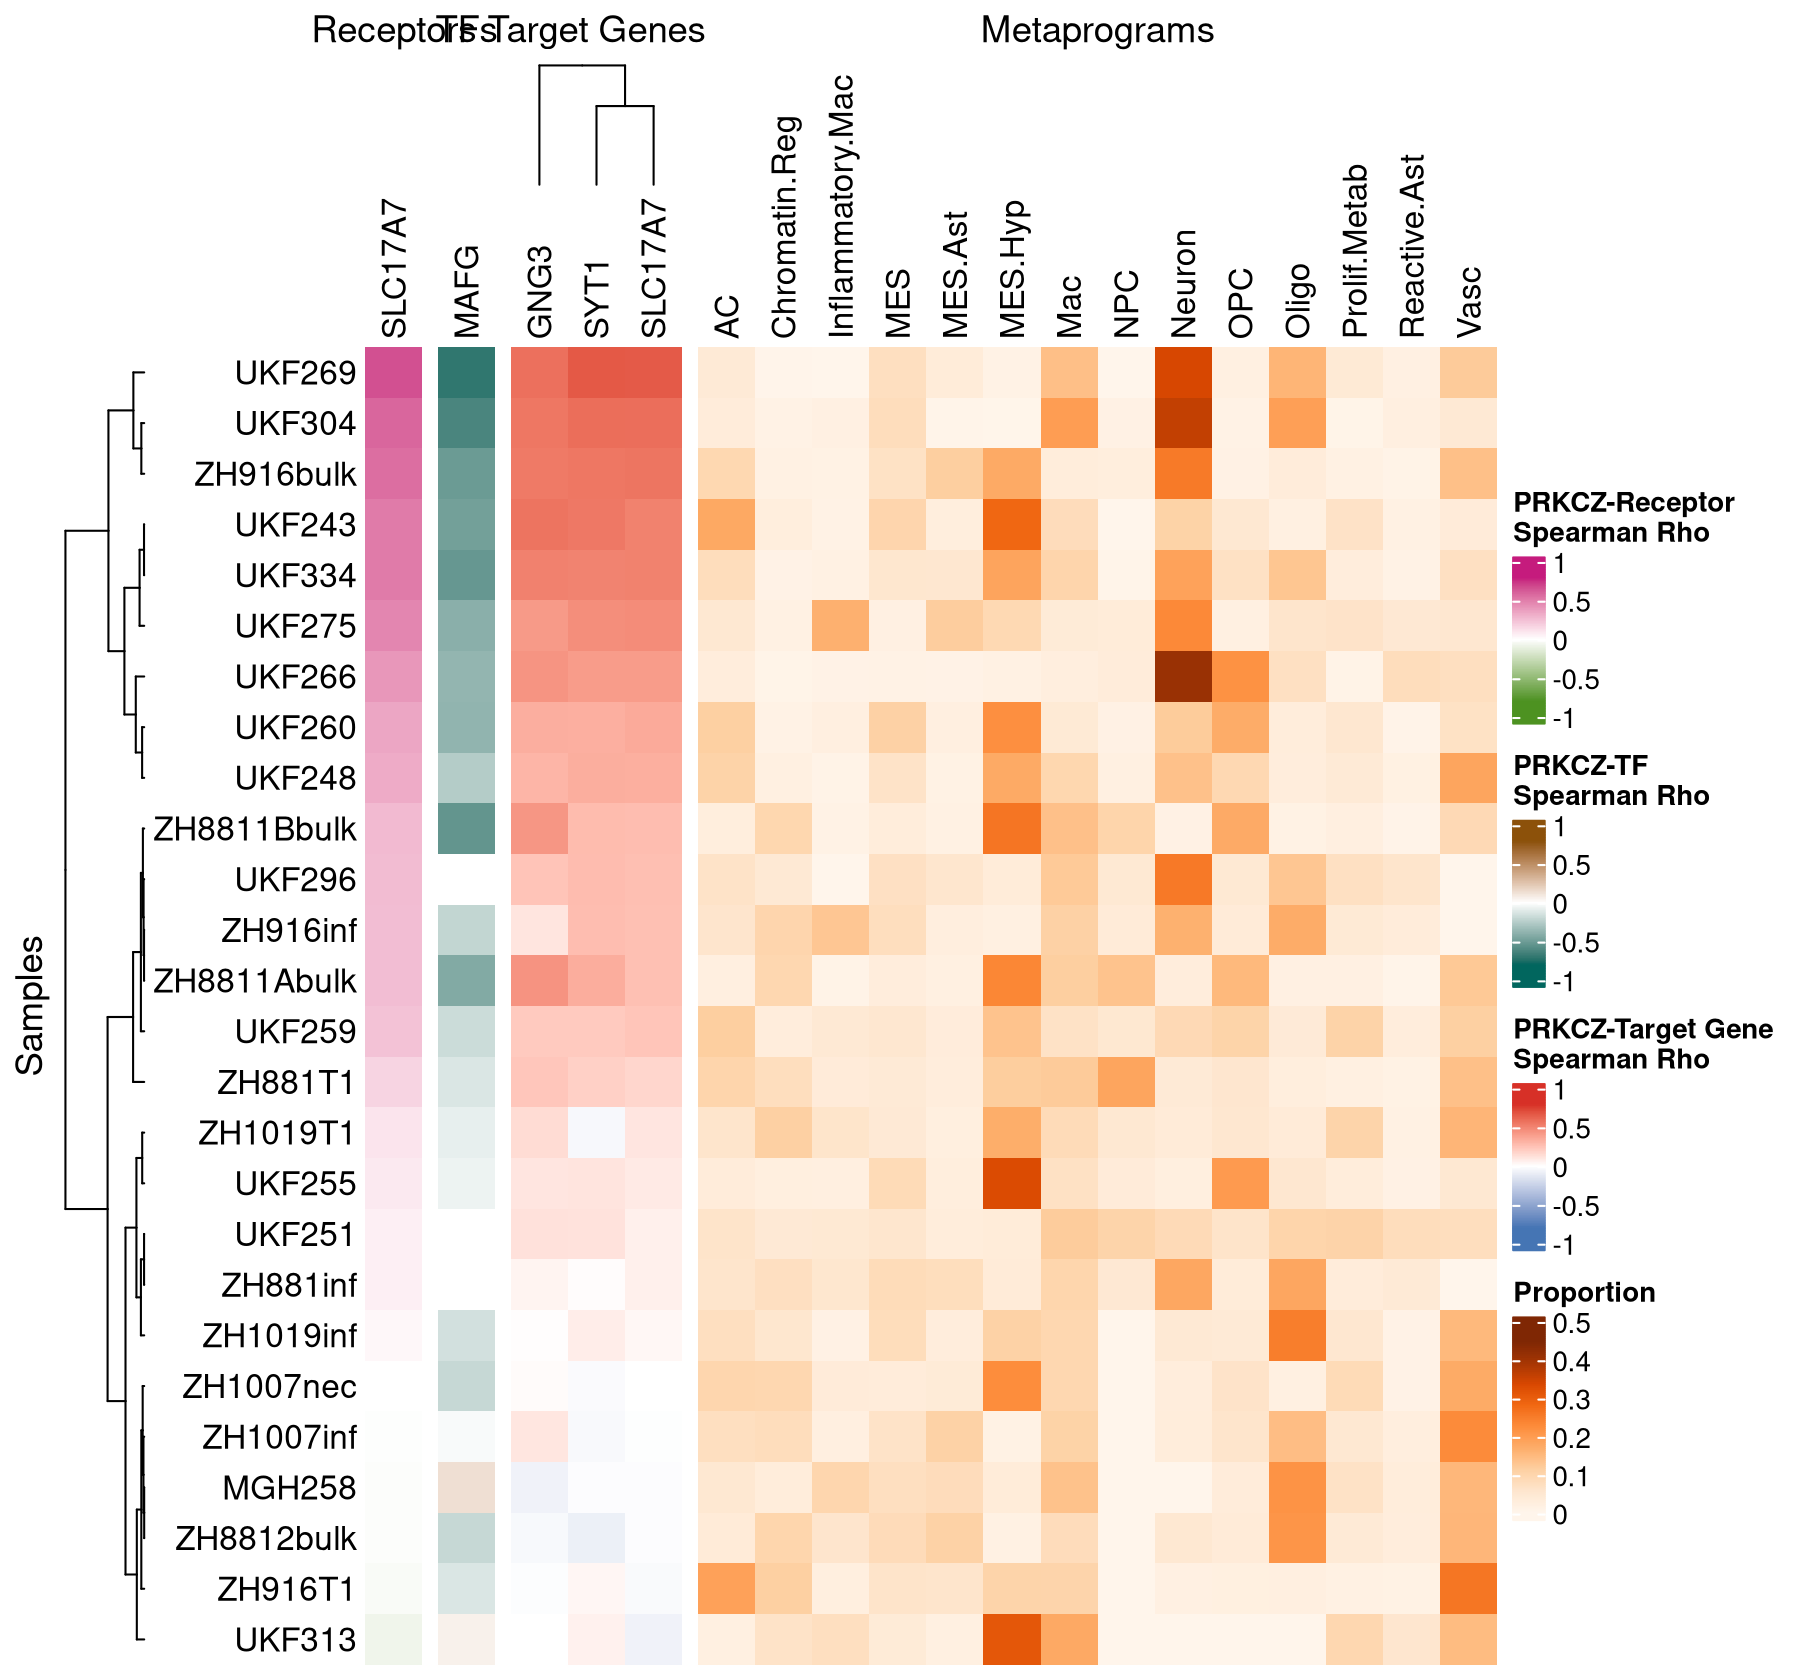 Receptors TFs Target Genes Metaprograms
SLC17A7 MAFG GNG3 SYT1 SLC17A7 AC Chromatin.Reg Inflammatory.Mac MES MES.Ast MES.Hyp Mac NPC Neuron OPC Oligo Prolif.Metab Reactive.Ast Vasc
Samples
UKF269
UKF304
ZH916bulk
UKF243
UKF334
UKF275
UKF266
UKF260
UKF248
ZH8811Bbulk
UKF296
ZH916inf
ZH8811Abulk
UKF259
ZH881T1
ZH1019T1
UKF255
UKF251
ZH881inf
ZH1019inf
ZH1007nec
ZH1007inf
MGH258
ZH8812bulk
ZH916T1
UKF313
PRKCZ-Receptor
Spearman Rho
1
0.5
0
-0.5
-1
PRKCZ-TF
Spearman Rho
1
0.5
0
-0.5
-1
PRKCZ-Target Gene
Spearman Rho
1
0.5
0
-0.5
-1
Proportion
0.5
0.4
0.3
0.2
0.1
0